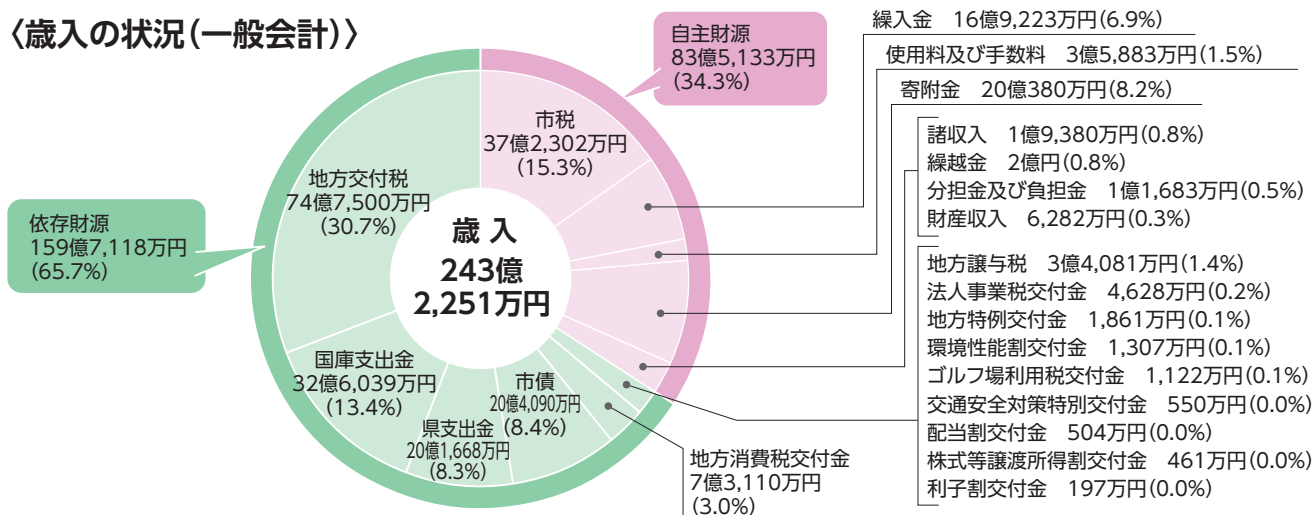 〈歳入の状況(一般会計)〉
自主財源
83億5,133万円
(34.3%)
依存財源
159億7,118万円
(65.7%)
歳 入
243億
2,251万円
市税
37億2,302万円
(15.3%)
繰入金 16億9,223万円(6.9%)
使用料及び手数料 3億5,883万円(1.5%)
寄附金 20億380万円(8.2%)
諸収入 1億9,380万円(0.8%)
繰越金 2億円(0.8%)
分担金及び負担金 1億1,683万円(0.5%)
財産収入 6,282万円(0.3%)
地方譲与税 3億4,081万円(1.4%)
法人事業税交付金 4,628万円(0.2%)
地方特例交付金 1,861万円(0.1%)
環境性能割交付金 1,307万円(0.1%)
ゴルフ場利用税交付金 1,122万円(0.1%)
交通安全対策特別交付金 550万円(0.0%)
配当割交付金 504万円(0.0%)
株式等譲渡所得割交付金 461万円(0.0%)
利子割交付金 197万円(0.0%)
地方消費税交付金
7億3,110万円
(3.0%)
市債
20億4,090万円
(8.4%)
県支出金
20億1,668万円
(8.3%)
国庫支出金
32億6,039万円
(13.4%)
地方交付税
74億7,500万円
(30.7%)